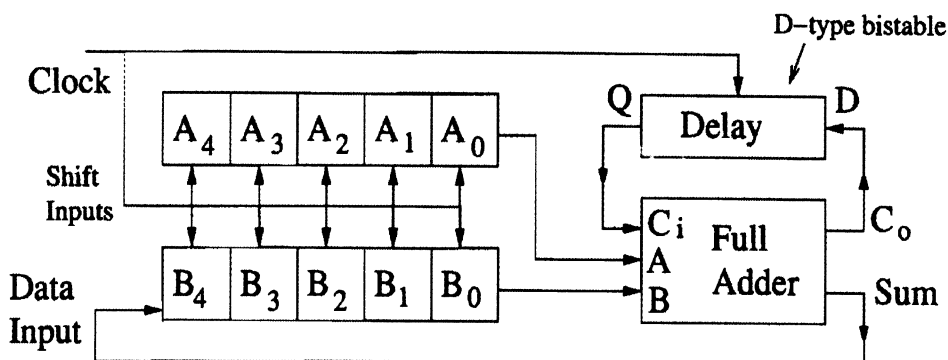 D-type bistable
Clock
Q
D
Delay
A₄ A₃ A₂ A₁ A₀
Shift
Inputs
Cᵢ
Full
Adder
Cₒ
A
B₄ B₃ B₂ B₁ B₀
B
Sum
Data
Input